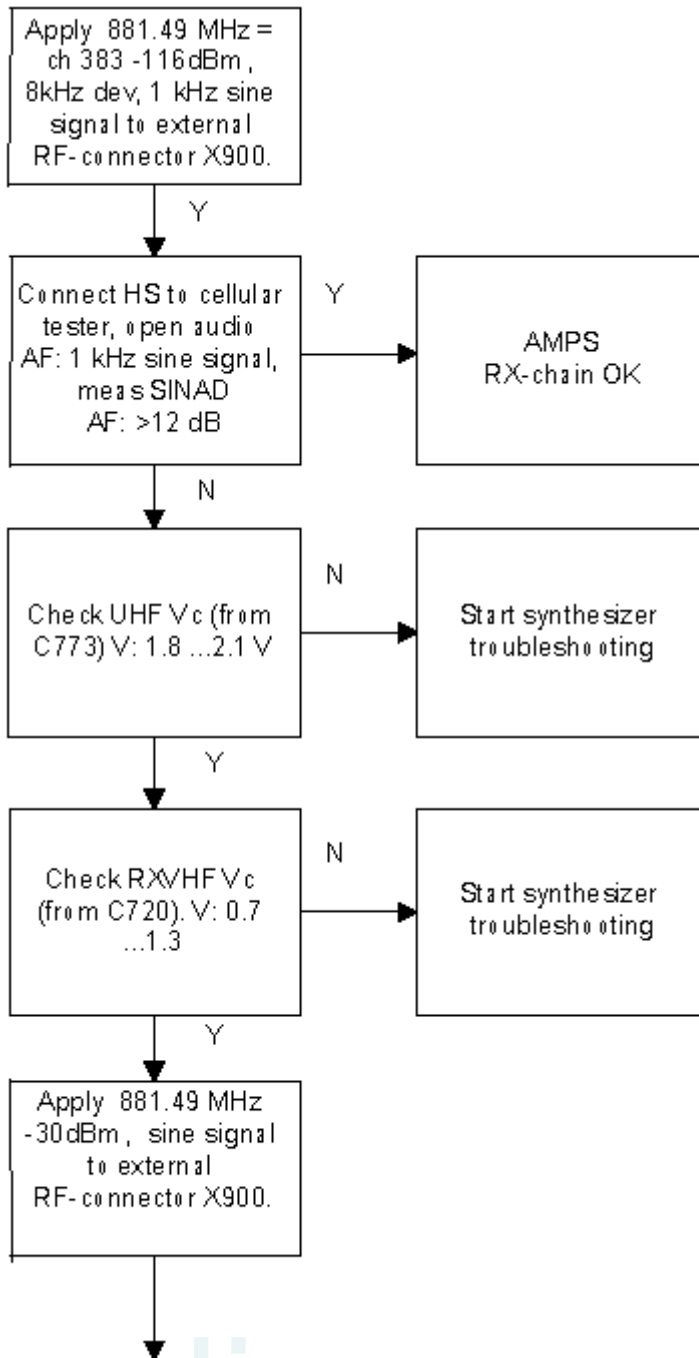 Apply 881.49 MHz =
ch 383 -116dBm,
8kHz dev, 1 kHz sine
signal to external
RF-connector X900.
Y
Connect HS to cellular
tester, open audio
AF: 1 kHz sine signal,
meas SINAD
AF: >12 dB
Y
AMPS
RX-chain OK
N
Check UHF Vc (from
C773) V: 1.8 ...2.1 V
N
Start synthesizer
troubleshooting
Y
Check RXVHF Vc
(from C720). V: 0.7
...1.3
N
Start synthesizer
troubleshooting
Y
Apply 881.49 MHz
-30dBm, sine signal
to external
RF-connector X900.